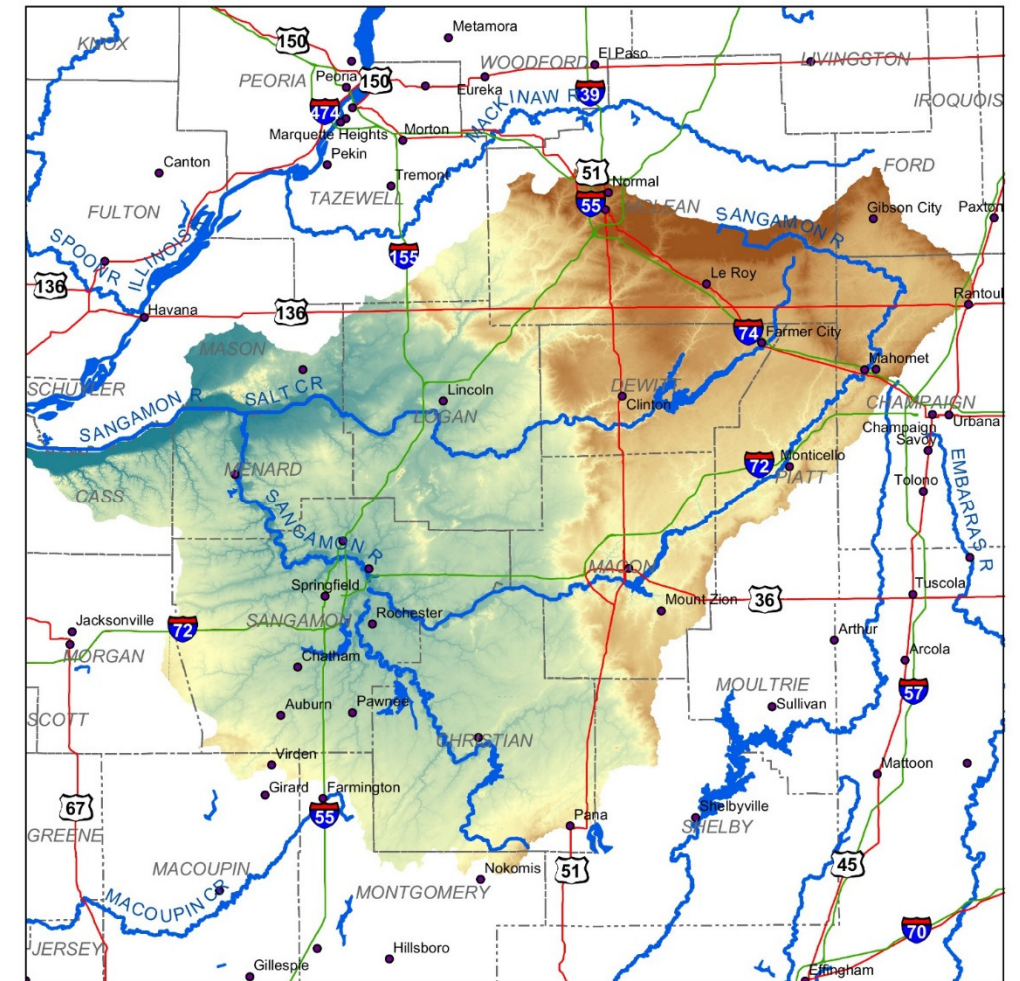 Metamora
KNOX
150
El Paso
WOODFORD
LIVINGSTON
PEORIA
Peoria
150
Eureka
39
IROQUOIS
474
MACKINAW R
Marquette Heights
Morton
Pekin
Canton
51
FORD
Tremont
TAZEWELL
Normal
55
MCLEAN
Gibson City
Paxton
FULTON
SANGAMON R
SPOON R
ILLINOIS
155
Le Roy
136
Rantoul
136
Havana
74
Farmer City
MASON
Mahomet
SCHUYLER
SALT CR
Lincoln
DEWITT
SANGAMON R
LOGAN
Clinton
CHAMPAIGN
Champaign
Urbana
Savoy
Monticello
72
MENARD
PIATT
Tolono
EMBARRAS R
CASS
SANGAMON R
MACON
Springfield
Tuscola
Mount Zion
36
Jacksonville
72
SANGAMON
Rochester
Arthur
MORGAN
Chatham
Arcola
MOULTRIE
57
SCOTT
Auburn
Pawnee
Sullivan
CHRISTIAN
Virden
Mattoon
Girard
Farmington
67
55
Pana
Shelbyville
SHELBY
GREENE
MACOUPIN
51
45
Nokomis
MACOUPIN CR
MONTGOMERY
70
JERSEY
Hillsboro
Gillespie
Effingham